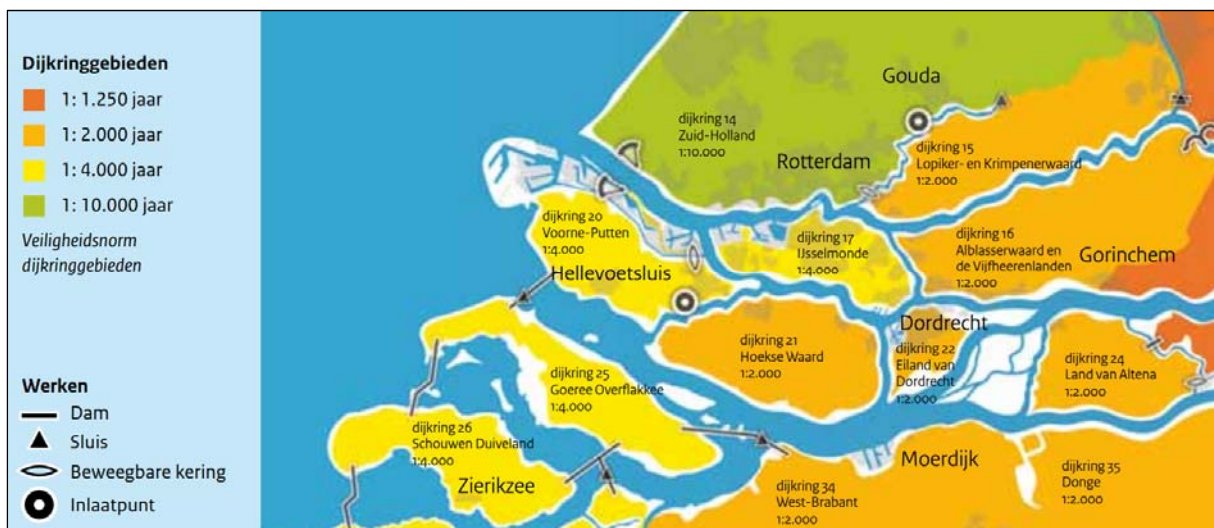 Dijkringgebieden
1: 1.250 jaar
1: 2.000 jaar
1: 4.000 jaar
1: 10.000 jaar
Veiligheidsnorm
dijkringgebieden
Werken
Dam
Sluis
Beweegbare kering
Inlaatpunt
Gouda
dijkring 14
Zuid-Holland
1:10.000
Rotterdam
dijkring 15
Lopiker- en Krimpenerwaard
1:2.000
dijkring 20
Voorne-Putten
1:4.000
dijkring 17
IJsselmonde
1:4.000
dijkring 16
Alblasserwaard en
de Vijfheerenlanden
1:2.000
Gorinchem
Hellevoetsluis
Dordrecht
dijkring 21
Hoekse Waard
1:2.000
dijkring 22
Eiland van
Dordrecht
1:2.000
dijkring 24
Land van Altena
1:2.000
dijkring 25
Goeree Overflakkee
1:4.000
dijkring 26
Schouwen Duiveland
1:4.000
Zierikzee
Moerdijk
dijkring 34
West-Brabant
1:2.000
dijkring 35
Donge
1:2.000